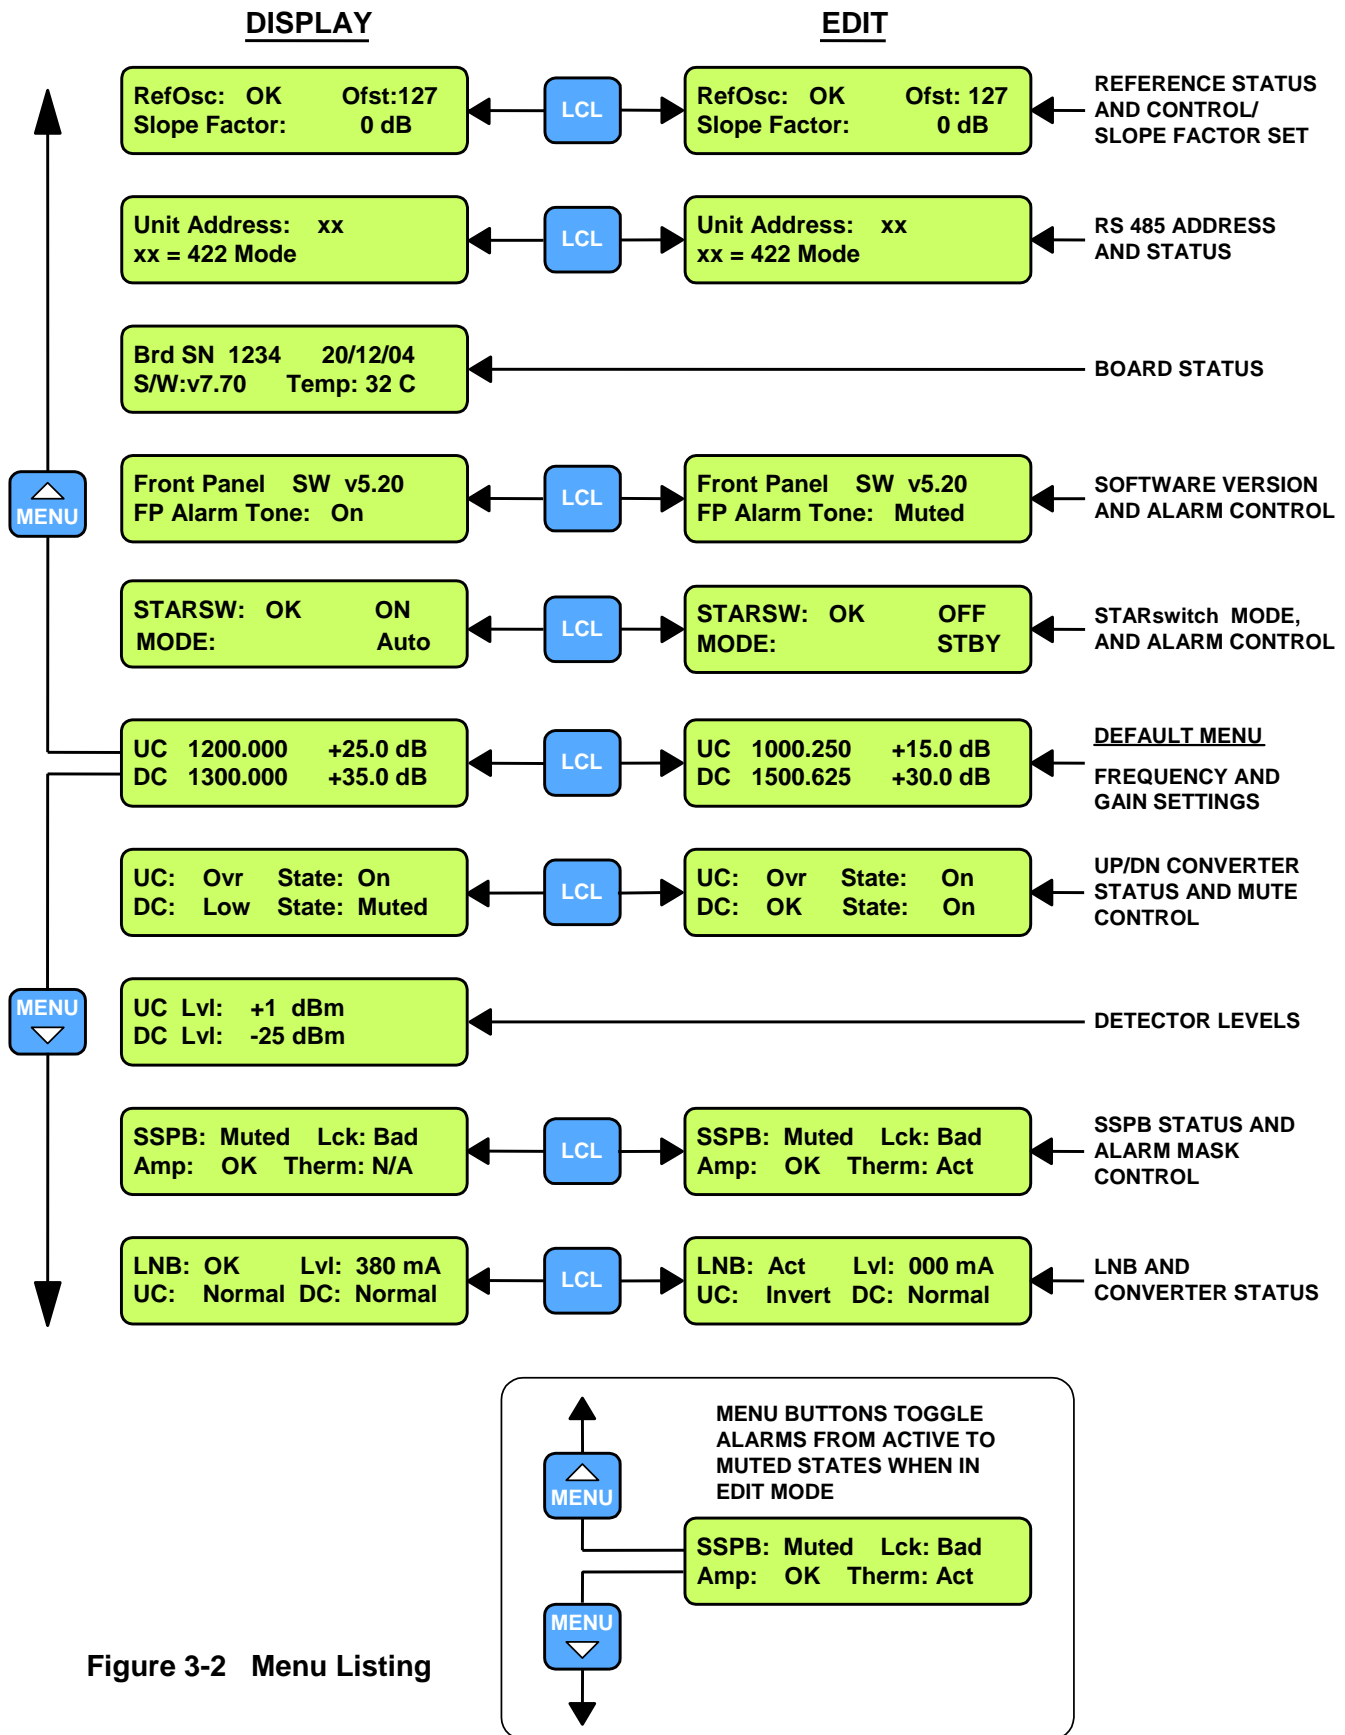 DISPLAY
EDIT
RefOsc: OK Ofst:127
Slope Factor: 0 dB
LCL
RefOsc: OK Ofst: 127
Slope Factor: 0 dB
REFERENCE STATUS
AND CONTROL/
SLOPE FACTOR SET
Unit Address: xx
xx = 422 Mode
LCL
Unit Address: xx
xx = 422 Mode
RS 485 ADDRESS
AND STATUS
Brd SN 1234 20/12/04
S/W:v7.70 Temp: 32 C
BOARD STATUS
MENU
Front Panel SW v5.20
FP Alarm Tone: On
LCL
Front Panel SW v5.20
FP Alarm Tone: Muted
SOFTWARE VERSION
AND ALARM CONTROL
STARSW: OK ON
MODE: Auto
LCL
STARSW: OK OFF
MODE: STBY
STARswitch MODE,
AND ALARM CONTROL
UC 1200.000 +25.0 dB
DC 1300.000 +35.0 dB
LCL
UC 1000.250 +15.0 dB
DC 1500.625 +30.0 dB
DEFAULT MENU
FREQUENCY AND
GAIN SETTINGS
UC: Ovr State: On
DC: Low State: Muted
LCL
UC: Ovr State: On
DC: OK State: On
UP/DN CONVERTER
STATUS AND MUTE
CONTROL
MENU
UC Lvl: +1 dBm
DC Lvl: -25 dBm
DETECTOR LEVELS
SSPB: Muted Lck: Bad
Amp: OK Therm: N/A
LCL
SSPB: Muted Lck: Bad
Amp: OK Therm: Act
SSPB STATUS AND
ALARM MASK
CONTROL
LNB: OK Lvl: 380 mA
UC: Normal DC: Normal
LCL
LNB: Act Lvl: 000 mA
UC: Invert DC: Normal
LNB AND
CONVERTER STATUS
MENU BUTTONS TOGGLE
ALARMS FROM ACTIVE TO
MUTED STATES WHEN IN
EDIT MODE
MENU
SSPB: Muted Lck: Bad
Amp: OK Therm: Act
MENU
Figure 3-2 Menu Listing